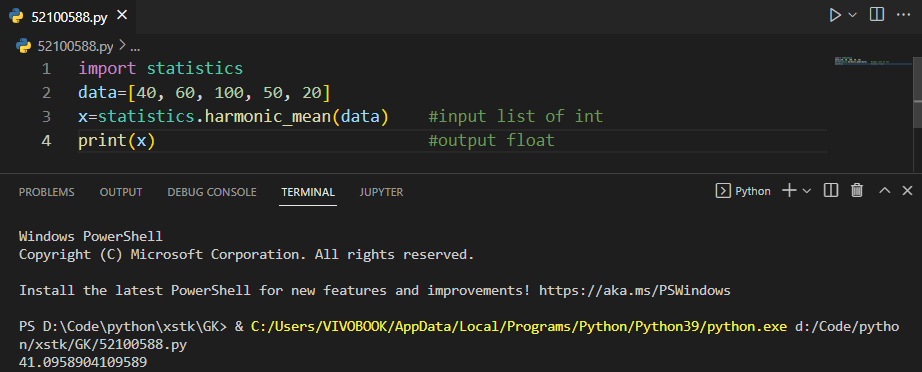 52100588.py ×
52100588.py > ...
1 import statistics
2 data=[40, 60, 100, 50, 20]
3 x=statistics.harmonic_mean(data) #input list of int
4 print(x) #output float
PROBLEMS OUTPUT DEBUG CONSOLE TERMINAL JUPYTER Python
Windows PowerShell
Copyright (C) Microsoft Corporation. All rights reserved.
Install the latest PowerShell for new features and improvements! https://aka.ms/PSWindows
PS D:\Code\python\xstk\GK> & C:/Users/VIVOBOOK/AppData/Local/Programs/Python/Python39/python.exe d:/Code/pytho
n/xstk/GK/52100588.py
41.0958904109589